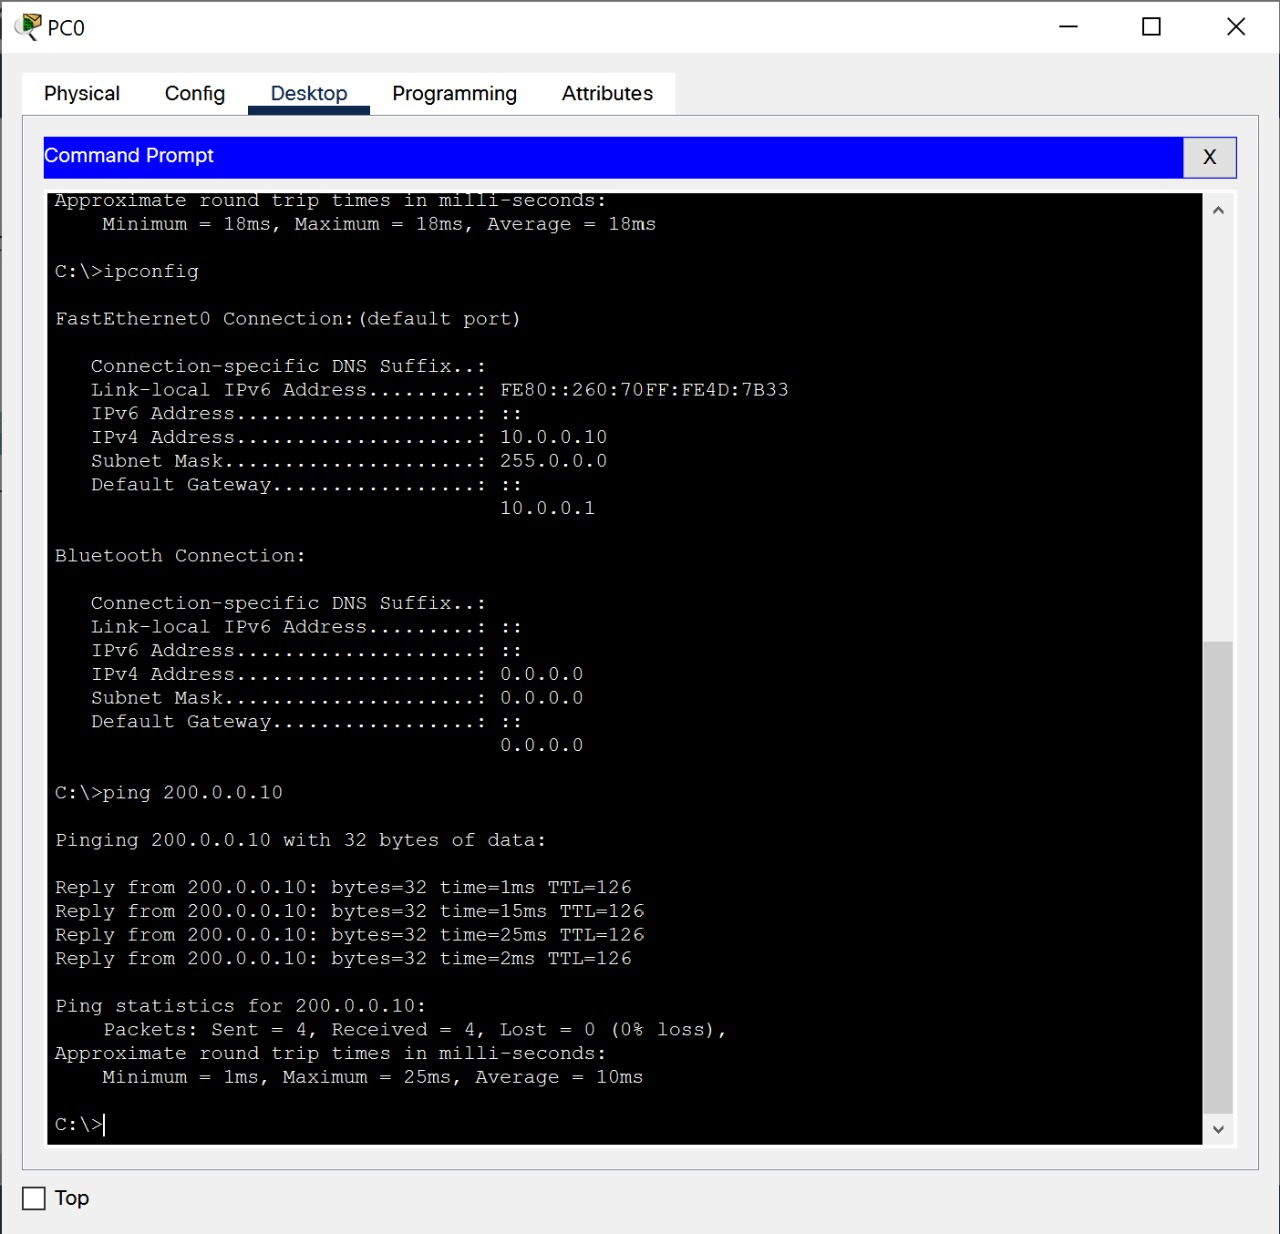 PC0
Physical Config Desktop Programming Attributes
Command Prompt X
Approximate round trip times in milli-seconds:
    Minimum = 18ms, Maximum = 18ms, Average = 18ms
C:\>ipconfig
FastEthernet0 Connection:(default port)
   Connection-specific DNS Suffix..:
   Link-local IPv6 Address.........: FE80::260:70FF:FE4D:7B33
   IPv6 Address....................: ::
   IPv4 Address....................: 10.0.0.10
   Subnet Mask.....................: 255.0.0.0
   Default Gateway.................: ::
                                     10.0.0.1
Bluetooth Connection:
   Connection-specific DNS Suffix..:
   Link-local IPv6 Address.........: ::
   IPv6 Address....................: ::
   IPv4 Address....................: 0.0.0.0
   Subnet Mask.....................: 0.0.0.0
   Default Gateway.................: ::
                                     0.0.0.0
C:\>ping 200.0.0.10
Pinging 200.0.0.10 with 32 bytes of data:
Reply from 200.0.0.10: bytes=32 time=1ms TTL=126
Reply from 200.0.0.10: bytes=32 time=15ms TTL=126
Reply from 200.0.0.10: bytes=32 time=25ms TTL=126
Reply from 200.0.0.10: bytes=32 time=2ms TTL=126
Ping statistics for 200.0.0.10:
    Packets: Sent = 4, Received = 4, Lost = 0 (0% loss),
Approximate round trip times in milli-seconds:
    Minimum = 1ms, Maximum = 25ms, Average = 10ms
C:\>
Top